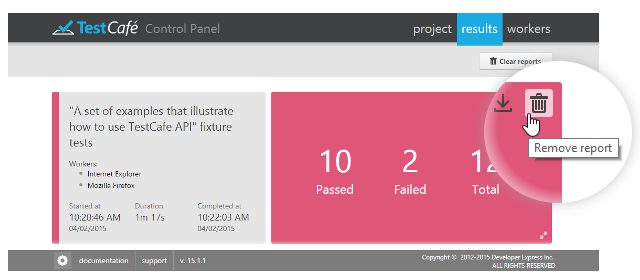 TestCafé Control Panel
project results workers
Clear reports
"A set of examples that illustrate
how to use TestCafe API" fixture
tests
Workers:
Internet Explorer
Mozilla Firefox
Started at Duration Completed at
10:20:46 AM 1m 17s 10:22:03 AM
04/02/2015 04/02/2015
10 2 12
Passed Failed Total
Remove report
documentation support v. 15.1.1
Copyright © 2012-2015 Developer Express Inc.
ALL RIGHTS RESERVED